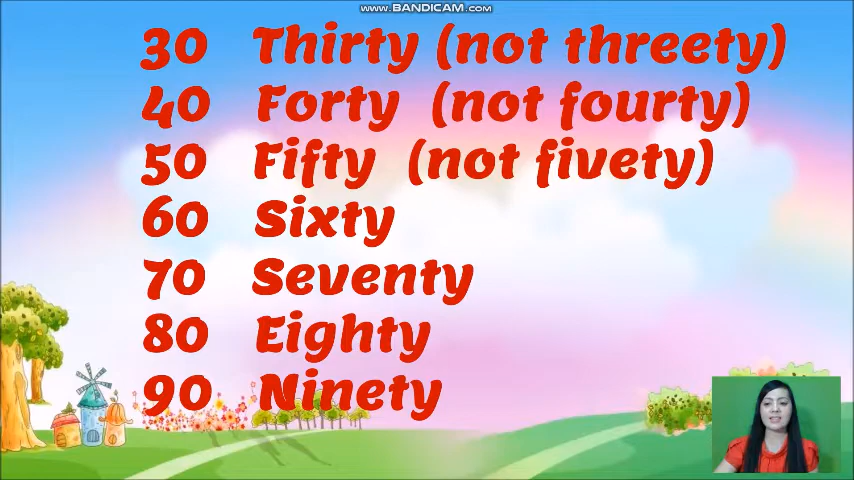 www.BANDICAM.com
30 Thirty (not threety)
40 Forty (not fourty)
50 Fifty (not fivety)
60 Sixty
70 Seventy
80 Eighty
90 Ninety